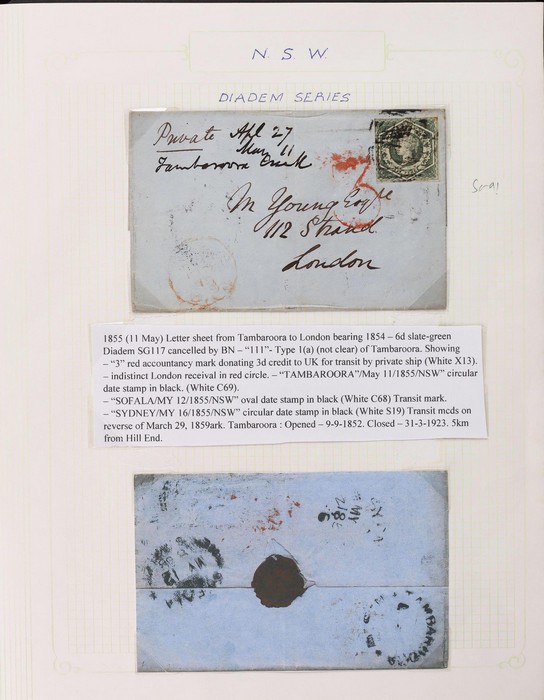 N. S. W.
DIADEM SERIES
Private Apl 27
May 11
Tambaroora Creek
M Young Esqre
112 Strand
London
1855 (11 May) Letter sheet from Tambaroora to London bearing 1854 – 6d slate-green
Diadem SG117 cancelled by BN – “111”- Type 1(a) (not clear) of Tambaroora. Showing
– “3” red accountancy mark donating 3d credit to UK for transit by private ship (White X13).
– indistinct London receival in red circle. – “TAMBAROORA”/May 11/1855/NSW” circular
date stamp in black. (White C69).
– “SOFALA/MY 12/1855/NSW” oval date stamp in black (White C68) Transit mark.
– “SYDNEY/MY 16/1855/NSW” circular date stamp in black (White S19) Transit mcds on
reverse of March 29, 1859ark. Tambaroora : Opened – 9-9-1852. Closed – 31-3-1923. 5km
from Hill End.
MY